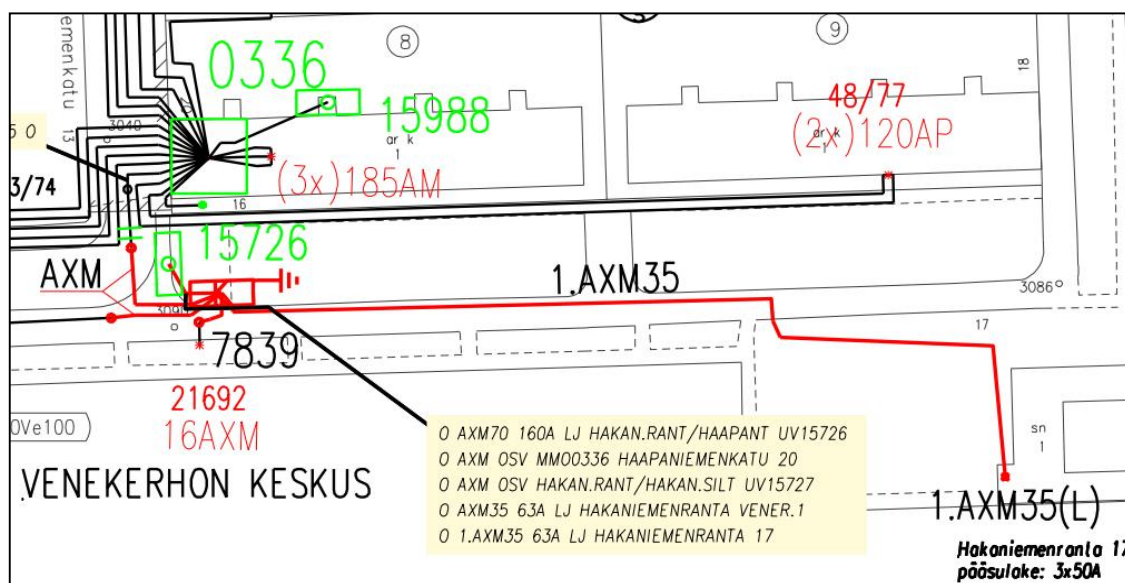 8
9
emenkatu
13
0336
3040
20
15988
ar k
1
48/77
(2x)120AP
ar k
1
18
5 0
3/74
(3x)185AM
16
15726
AXM
1.AXM35
3086
17
7839
21692
16AXM
0Ve100
VENEKERHON KESKUS
O AXM70 160A LJ HAKAN.RANT/HAAPANT UV15726
O AXM OSV MM00336 HAAPANIEMENKATU 20
O AXM OSV HAKAN.RANT/HAKAN.SILT UV15727
O AXM35 63A LJ HAKANIEMENRANTA VENER.1
O 1.AXM35 63A LJ HAKANIEMENRANTA 17
sn
1
1.AXM35(L)
Hakaniemenranta 17
pääsulake: 3x50A